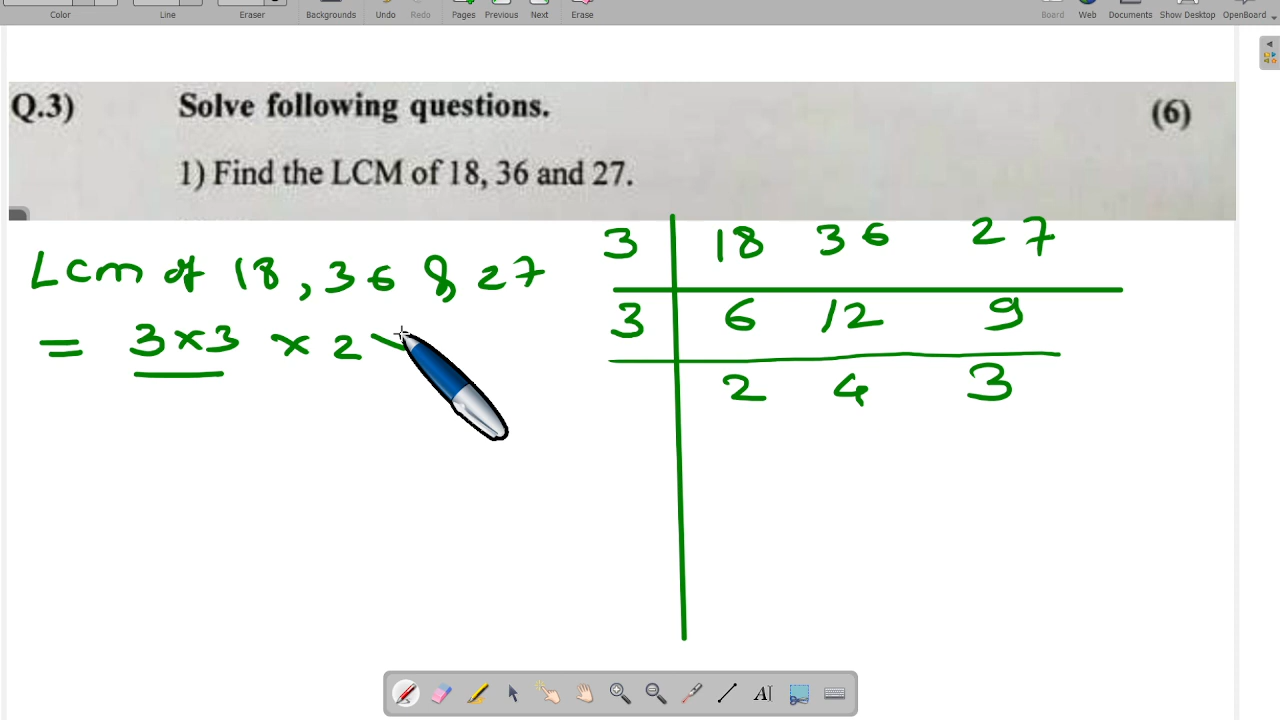 Color Line Eraser Backgrounds Undo Redo Pages Previous Next Erase Board Web Documents Show Desktop OpenBoard
Q.3) Solve following questions. (6)
1) Find the LCM of 18, 36 and 27.
3 18 36 27
Lcm of 18, 36 & 27
3 6 12 9
= 3×3 × 2
2 4 3